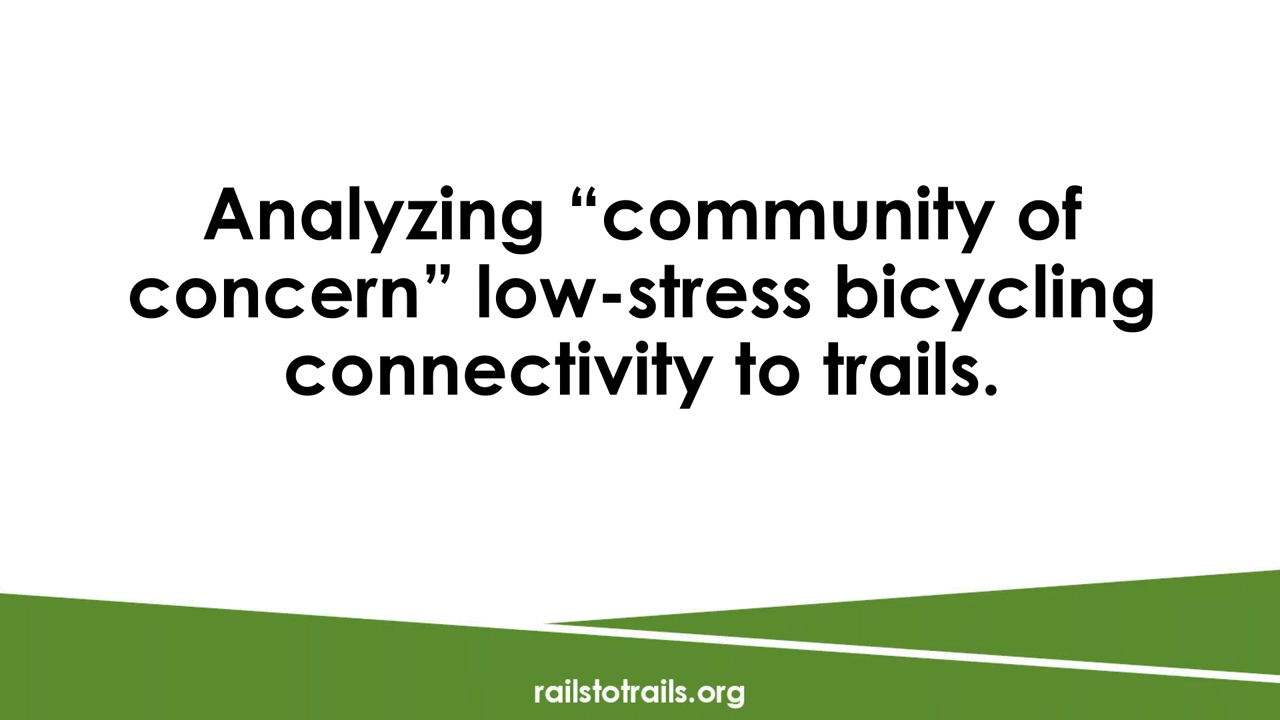 Analyzing “community of
concern” low-stress bicycling
connectivity to trails.
railstotrails.org